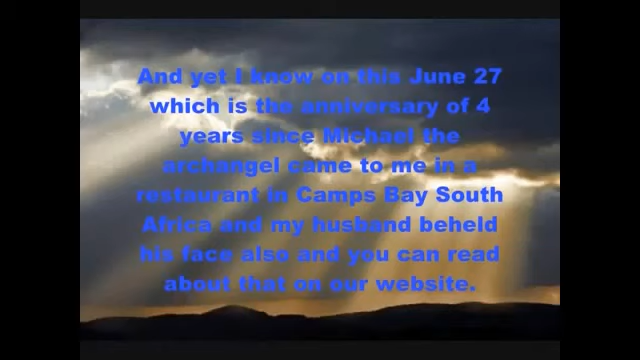 And yet I know on this June 27
which is the anniversary of 4
years since Michael the
archangel came to me in a
restaurant in Camps Bay South
Africa and my husband beheld
his face also and you can read
about that on our website.